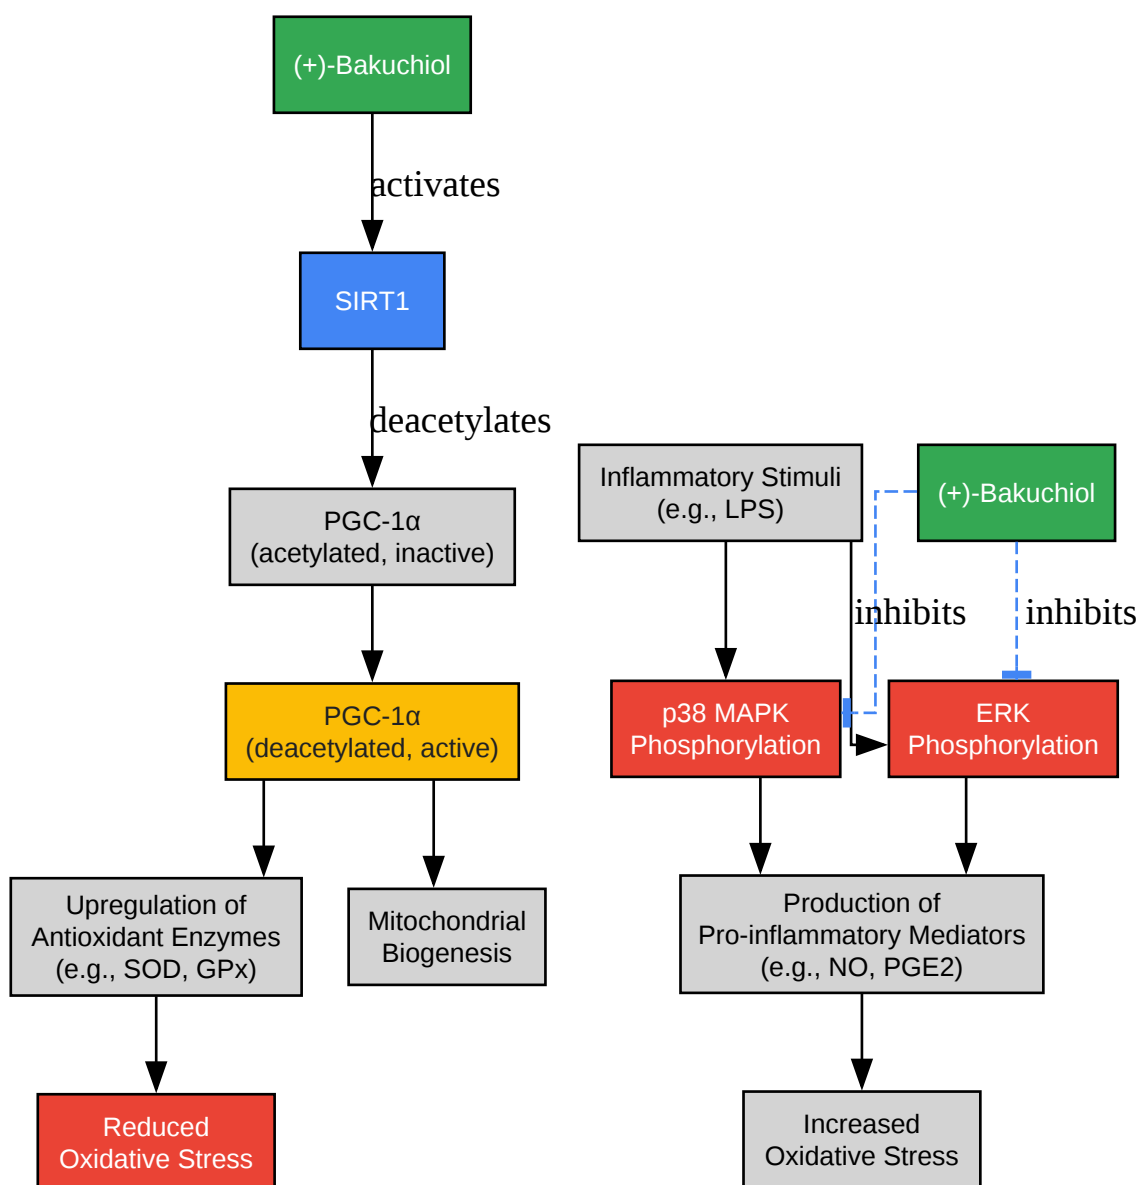 (+)-Bakuchiol
activates
SIRT1
deacetylates
PGC-1α
(acetylated, inactive)
PGC-1α
(deacetylated, active)
Upregulation of
Antioxidant Enzymes
(e.g., SOD, GPx)
Mitochondrial
Biogenesis
Reduced
Oxidative Stress
Inflammatory Stimuli
(e.g., LPS)
(+)-Bakuchiol
inhibits
inhibits
p38 MAPK
Phosphorylation
ERK
Phosphorylation
Production of
Pro-inflammatory Mediators
(e.g., NO, PGE2)
Increased
Oxidative Stress